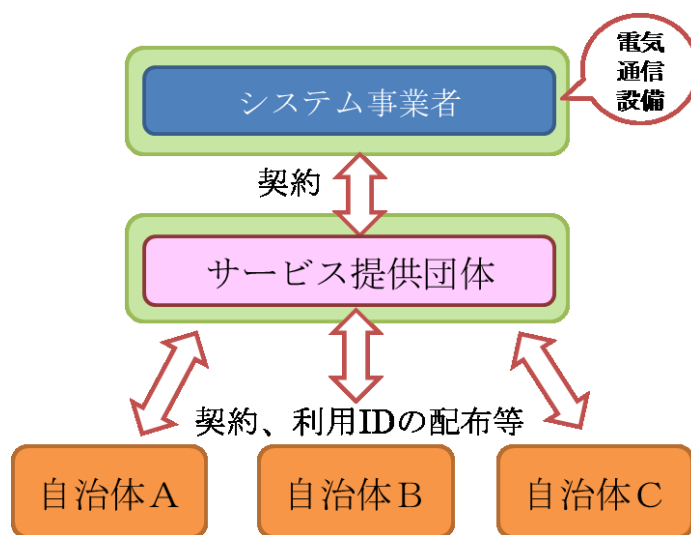 電気
通信
設備
システム事業者
契約
サービス提供団体
契約、利用IDの配布等
自治体A
自治体B
自治体C